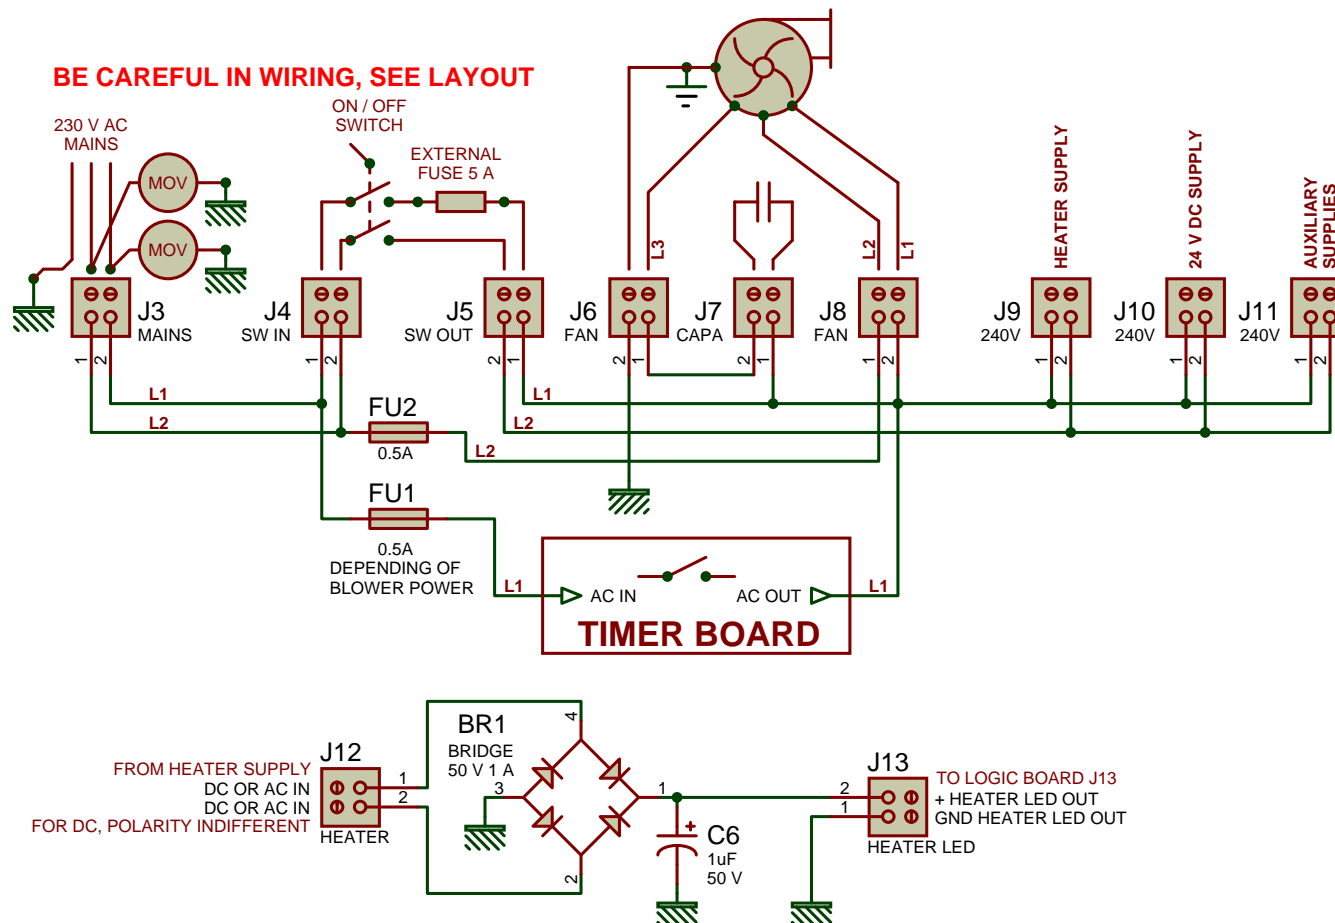 BE CAREFUL IN WIRING, SEE LAYOUT
230 V AC
MAINS
MOV
MOV
ON / OFF
SWITCH
EXTERNAL
FUSE 5 A
L3
L2
L1
HEATER SUPPLY
24 V DC SUPPLY
AUXILIARY
SUPPLIES
J3
MAINS
J4
SW IN
J5
SW OUT
J6
FAN
J7
CAPA
J8
FAN
J9
240V
J10
240V
J11
240V
1
2
1
2
2
1
2
1
2
1
2
1
1
2
1
2
1
2
L1
L1
L2
L2
FU2
0.5A
L2
FU1
0.5A
DEPENDING OF
BLOWER POWER
L1
AC IN
AC OUT
L1
TIMER BOARD
J12
FROM HEATER SUPPLY
DC OR AC IN
DC OR AC IN
FOR DC, POLARITY INDIFFERENT
HEATER
1
2
BR1
BRIDGE
50 V 1 A
4
3
1
2
C6
1uF
50 V
J13
TO LOGIC BOARD J13
2
+ HEATER LED OUT
1
GND HEATER LED OUT
HEATER LED